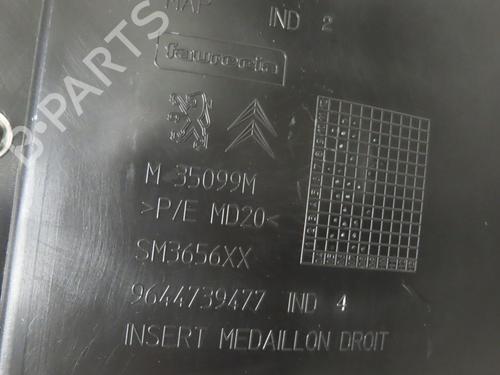 MAP IND 2
faurecia
B-PARTS
M 35099M
>P/E MD20<
SM3656XX
9644739477 IND 4
INSERT MEDAILLON DROIT